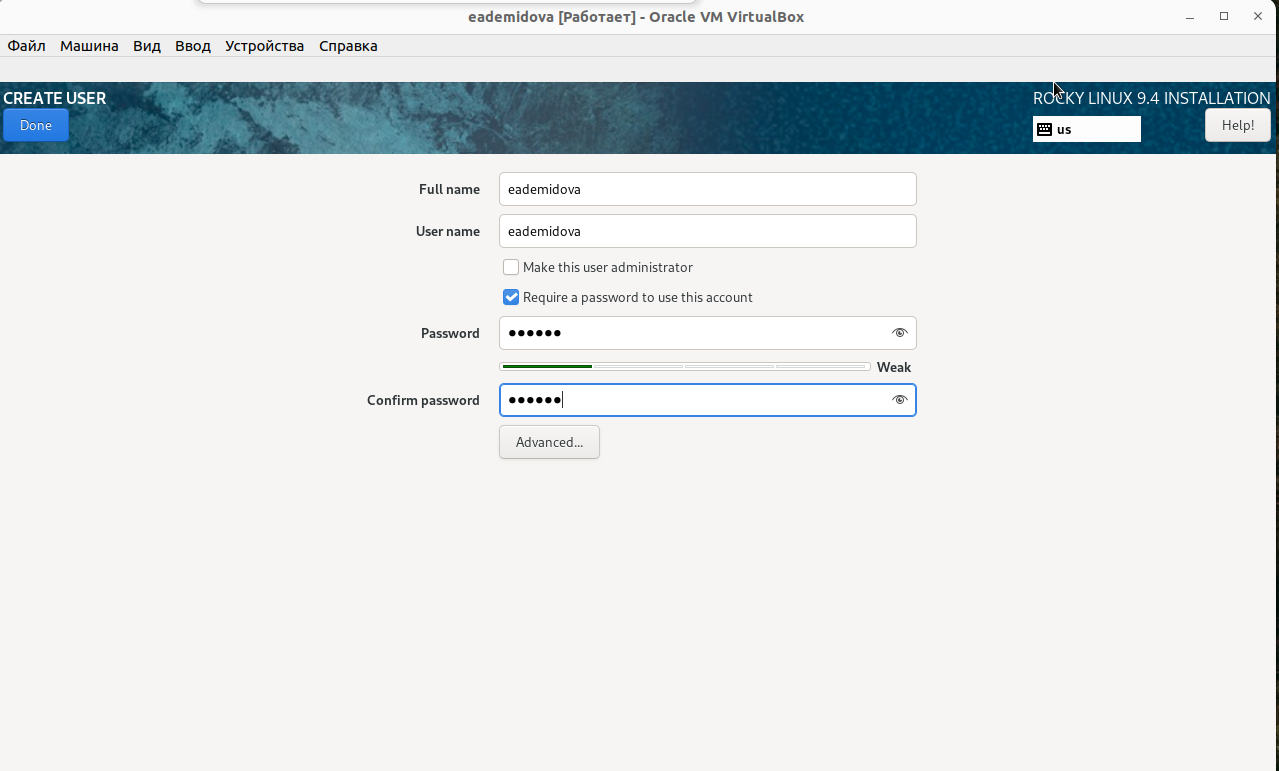 eademidova [Работает] - Oracle VM VirtualBox
Файл Машина Вид Ввод Устройства Справка
CREATE USER
ROCKY LINUX 9.4 INSTALLATION
Done
us
Help!
Full name eademidova
User name eademidova
Make this user administrator
Require a password to use this account
Password ●●●●●●
Weak
Confirm password ●●●●●●
Advanced...